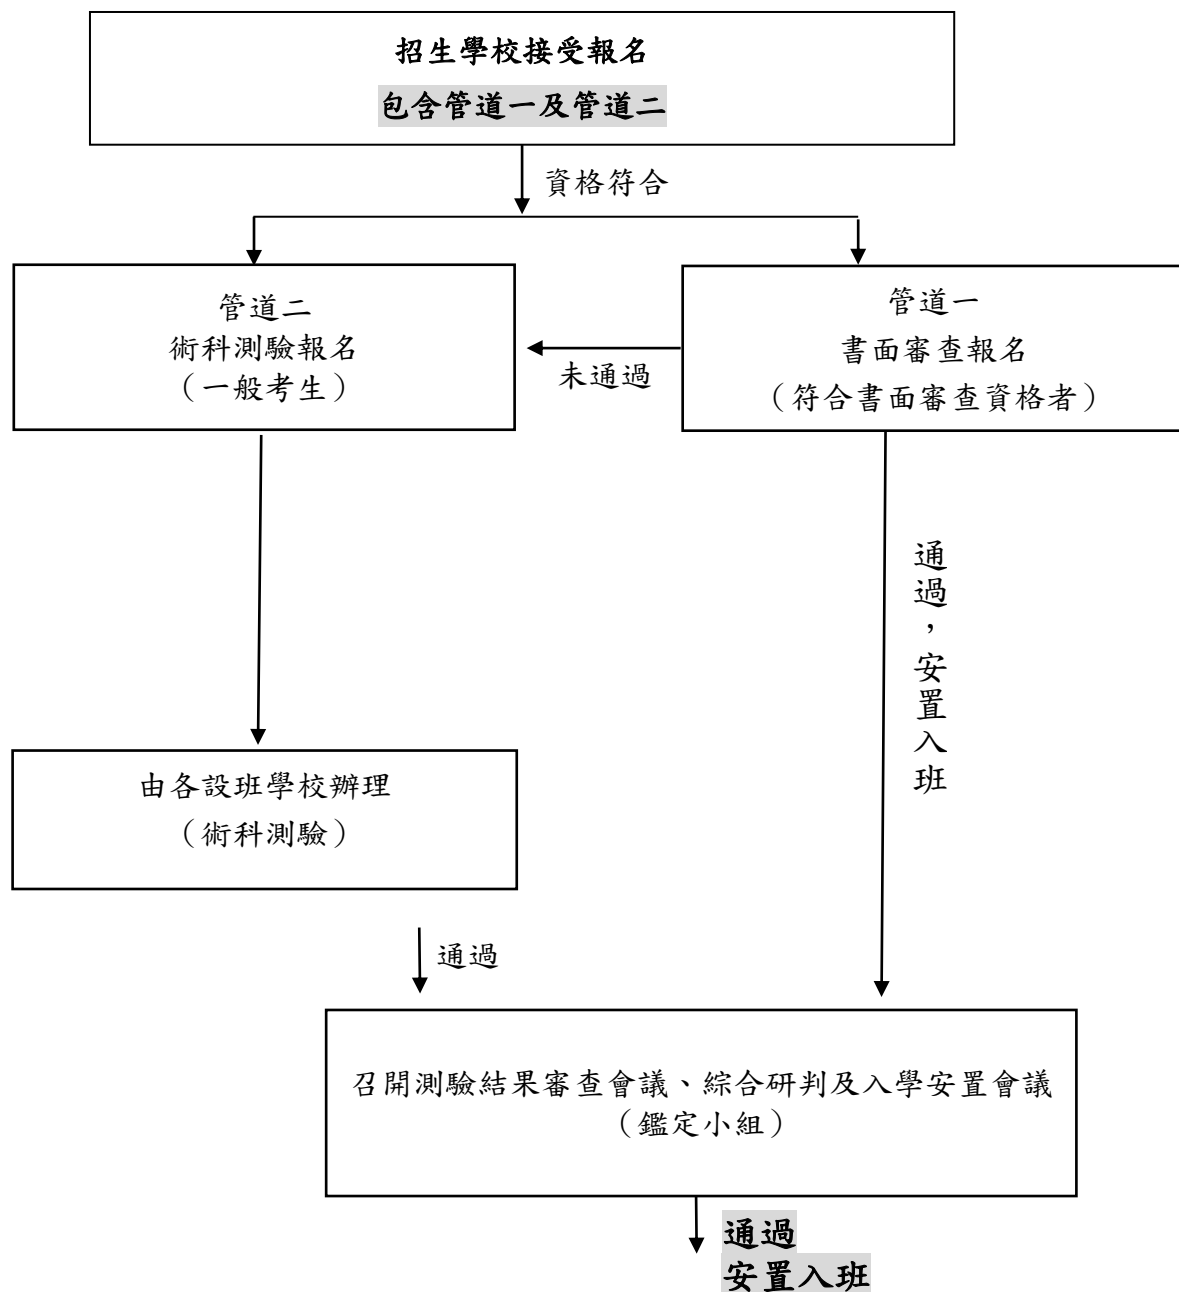 招生學校接受報名
包含管道一及管道二
資格符合
管道二
術科測驗報名
（一般考生）
未通過
管道一
書面審查報名
（符合書面審查資格者）
通過，安置入班
由各設班學校辦理
（術科測驗）
通過
召開測驗結果審查會議、綜合研判及入學安置會議
（鑑定小組）
通過
安置入班